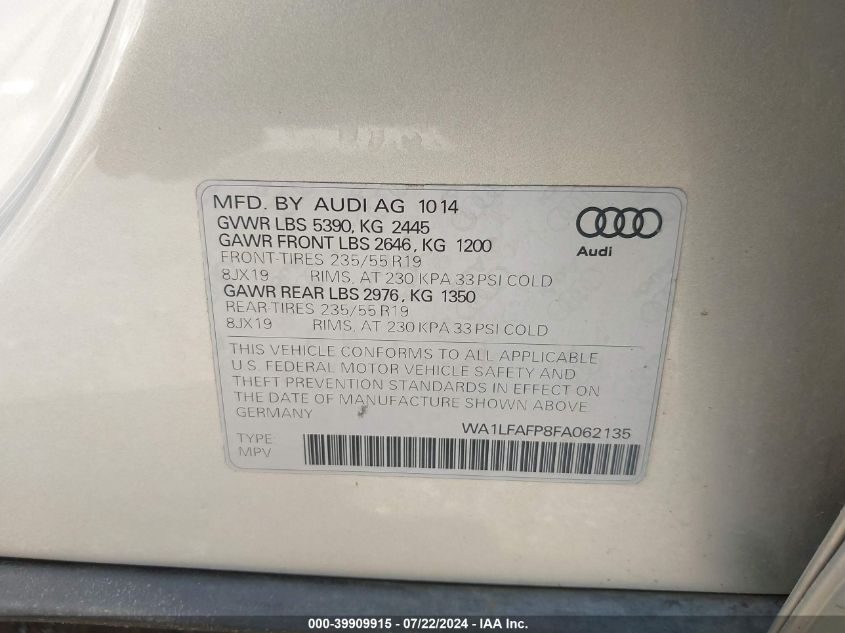 MFD. BY AUDI AG 1014
GVWR LBS 5390, KG 2445
GAWR FRONT LBS 2646, KG 1200
FRONT-TIRES 235/55 R19
8JX19 RIMS, AT 230 KPA 33 PSI COLD
GAWR REAR LBS 2976, KG 1350
REAR-TIRES 235/55 R19
8JX19 RIMS, AT 230 KPA 33 PSI COLD
Audi
THIS VEHICLE CONFORMS TO ALL APPLICABLE
U.S. FEDERAL MOTOR VEHICLE SAFETY AND
THEFT PREVENTION STANDARDS IN EFFECT ON
THE DATE OF MANUFACTURE SHOWN ABOVE
GERMANY
WA1LFAFP8FA062135
TYPE:
MPV
000-39909915 - 07/22/2024 - IAA Inc.